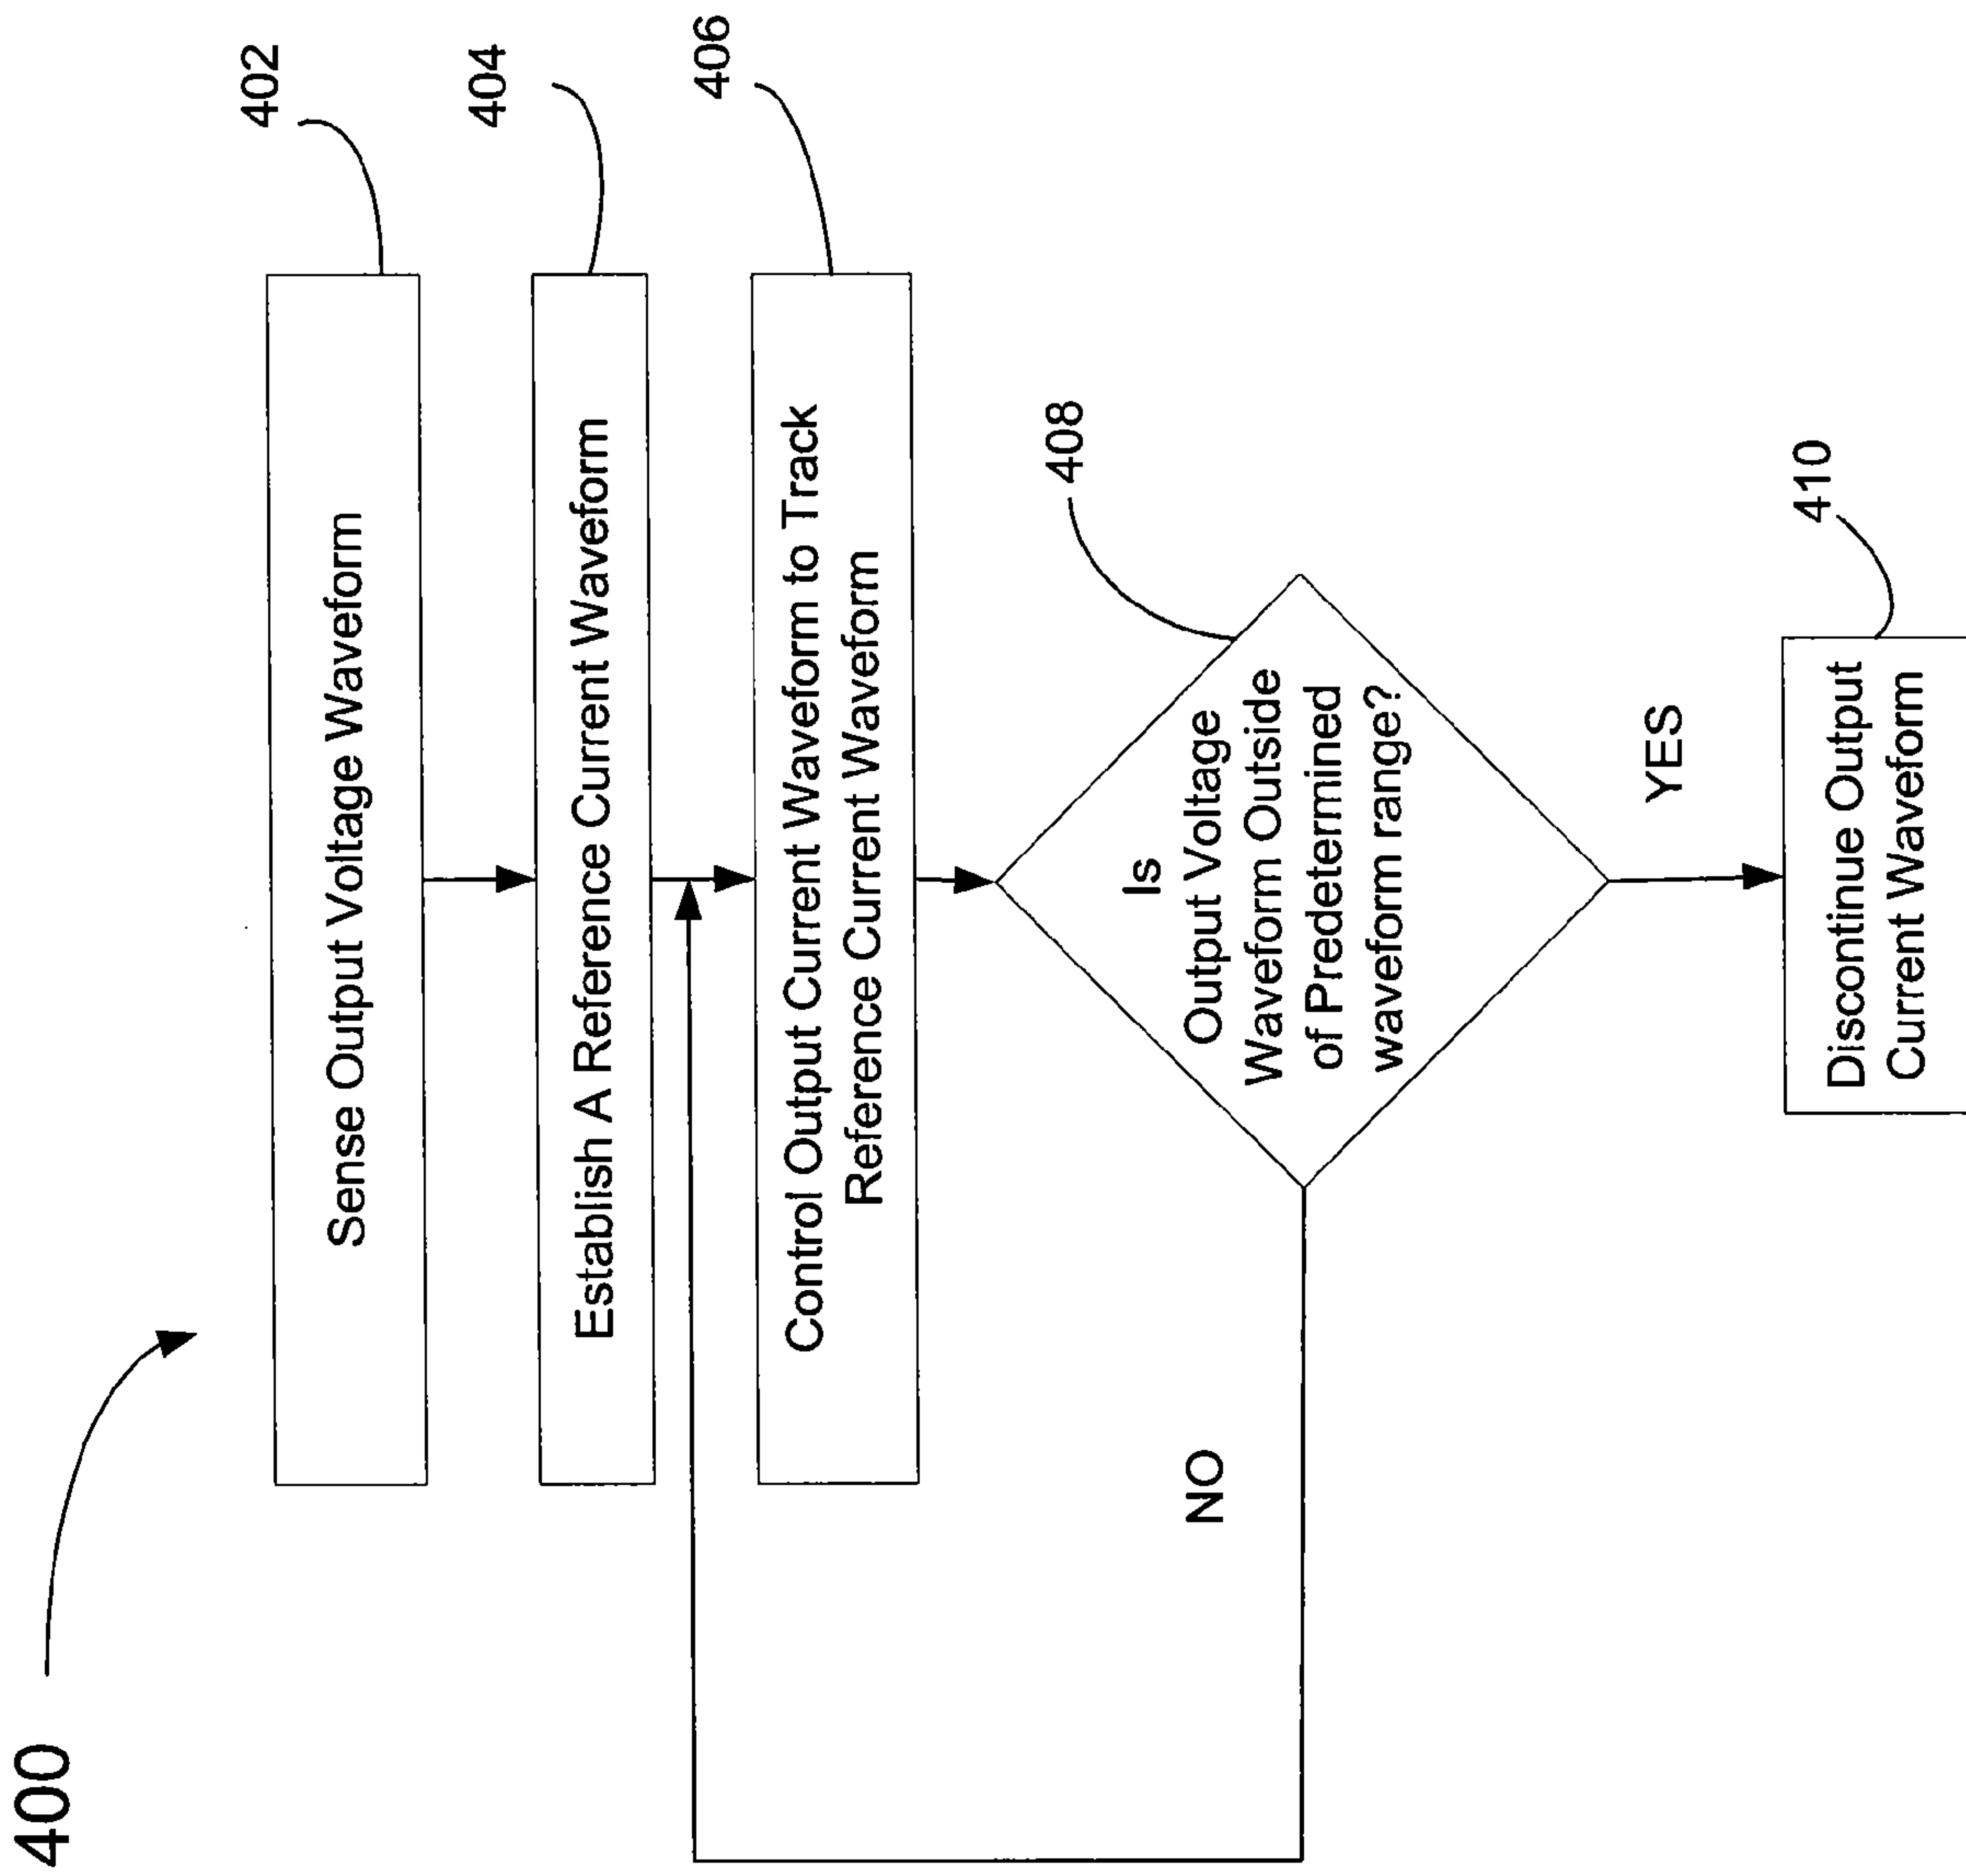 400
402
Sense Output Voltage Waveform
404
Establish A Reference Current Waveform
406
Control Output Current Waveform to Track
Reference Current Waveform
408
Is
Output Voltage
Waveform Outside
of Predetermined
waveform range?
NO
YES
410
Discontinue Output
Current Waveform